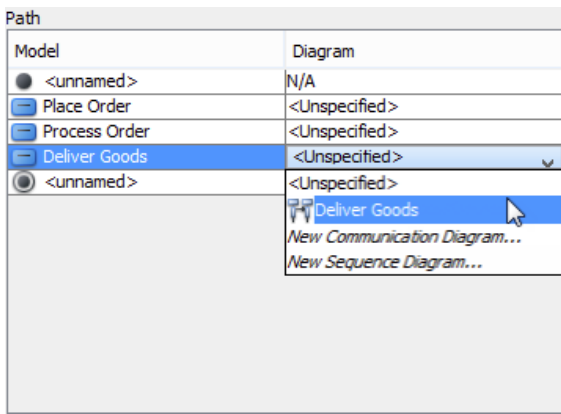 Path
Model Diagram
<unnamed> N/A
Place Order <Unspecified>
Process Order <Unspecified>
Deliver Goods <Unspecified>
<unnamed> <Unspecified>
Deliver Goods
New Communication Diagram...
New Sequence Diagram...